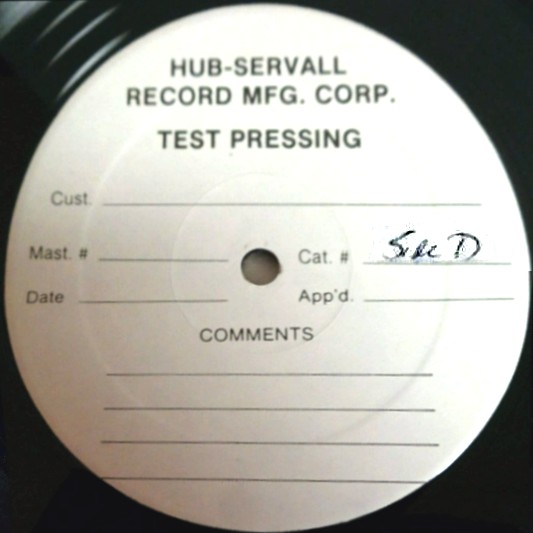 HUB-SERVALL
RECORD MFG. CORP.
TEST PRESSING
Cust.
Mast. # Cat. # Side D
Date App'd.
COMMENTS